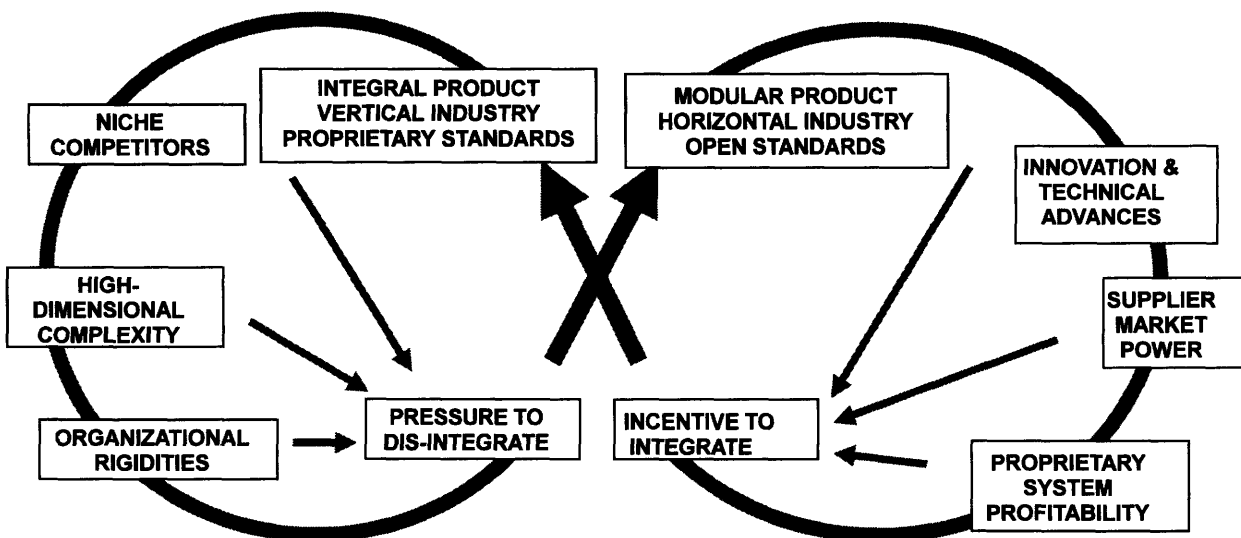 INTEGRAL PRODUCT
VERTICAL INDUSTRY
PROPRIETARY STANDARDS
MODULAR PRODUCT
HORIZONTAL INDUSTRY
OPEN STANDARDS
NICHE
COMPETITORS
INNOVATION &
TECHNICAL
ADVANCES
HIGH-
DIMENSIONAL
COMPLEXITY
SUPPLIER
MARKET
POWER
ORGANIZATIONAL
RIGIDITIES
PRESSURE TO
DIS-INTEGRATE
INCENTIVE TO
INTEGRATE
PROPRIETARY
SYSTEM
PROFITABILITY